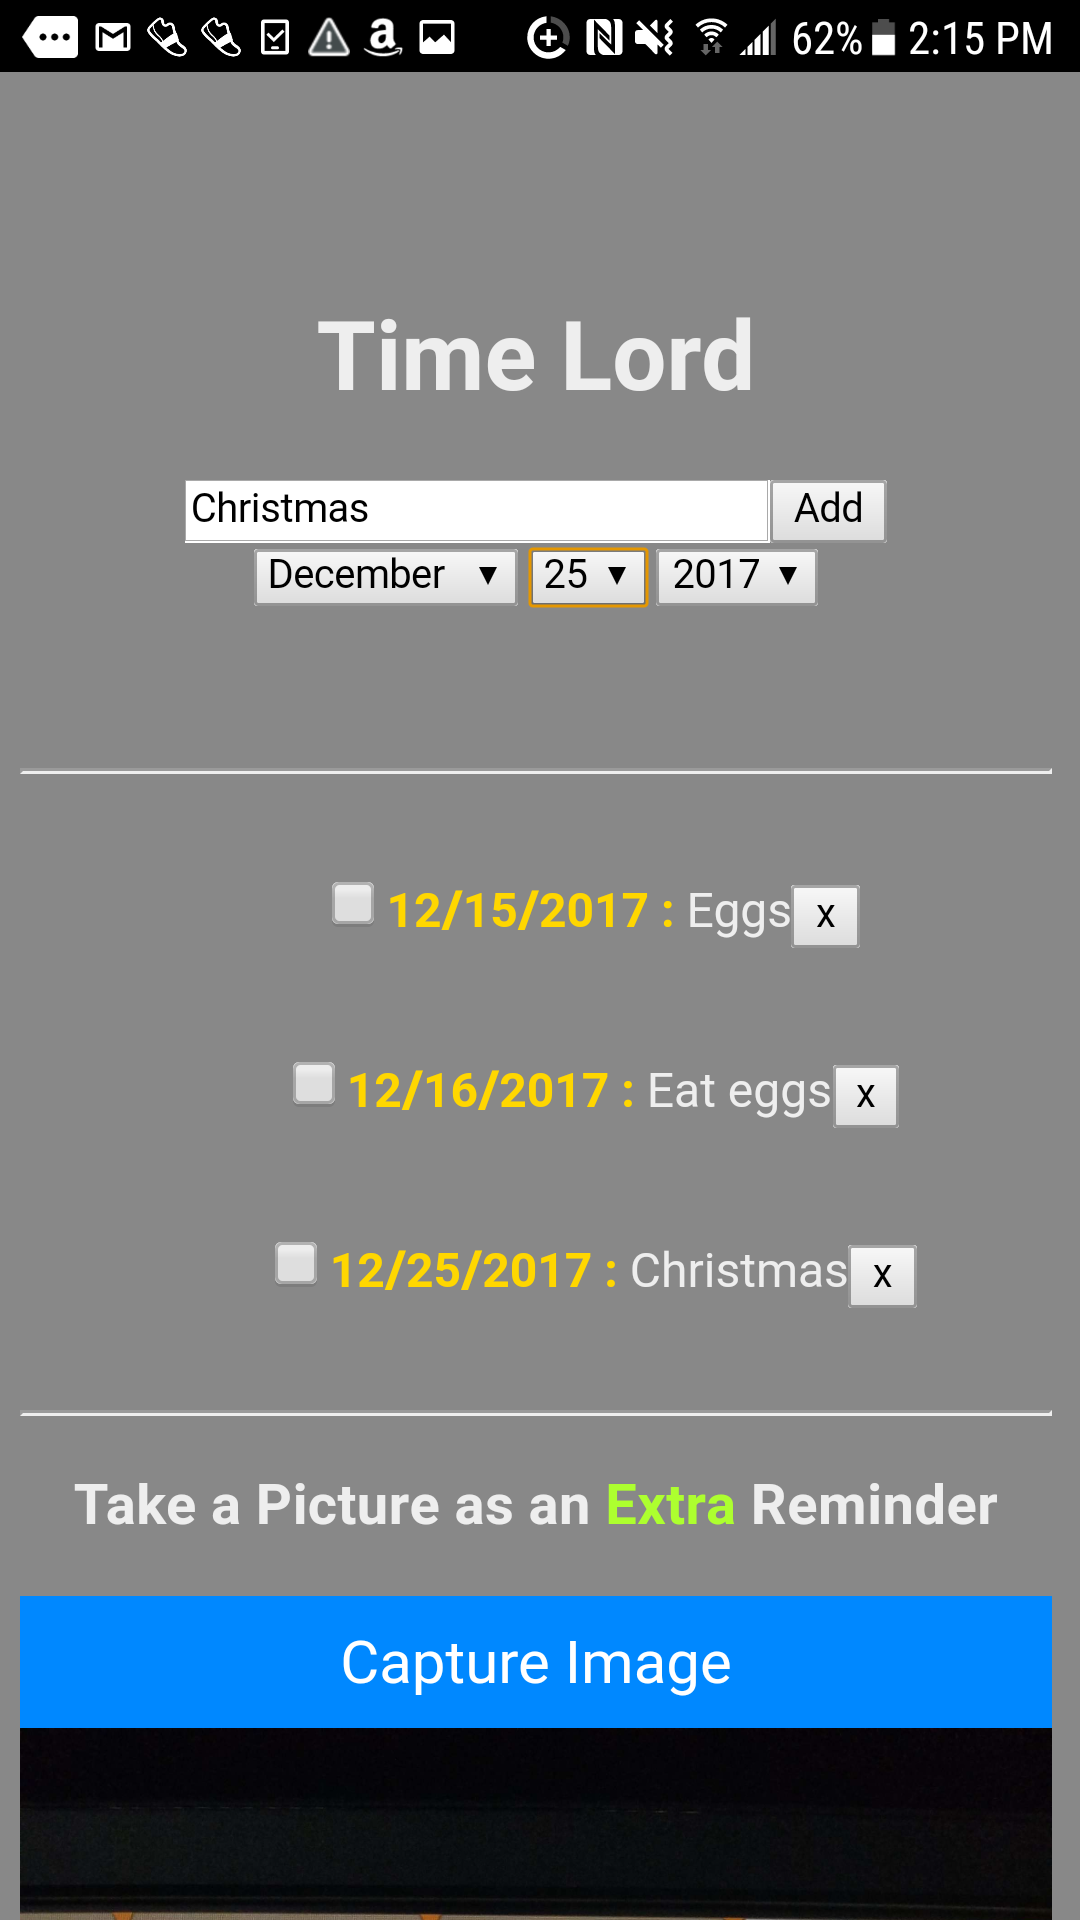 62% 2:15 PM
Time Lord
Christmas Add
December 25 2017
12/15/2017 : Eggs x
12/16/2017 : Eat eggs x
12/25/2017 : Christmas x
Take a Picture as an Extra Reminder
Capture Image